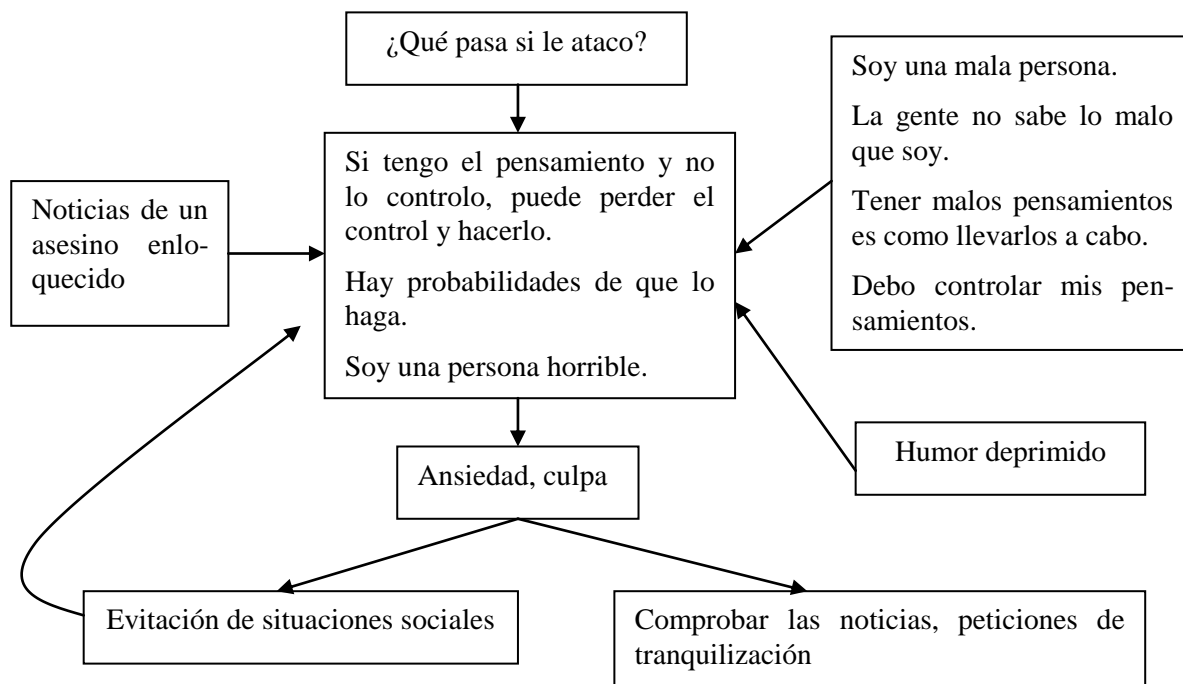 ¿Qué pasa si le ataco?
Soy una mala persona.
La gente no sabe lo malo
que soy.
Tener malos pensamientos
es como llevarlos a cabo.
Debo controlar mis pen-
samientos.
Si tengo el pensamiento y no
lo controlo, puede perder el
control y hacerlo.
Hay probabilidades de que lo
haga.
Soy una persona horrible.
Noticias de un
asesino enlo-
quecido
Humor deprimido
Ansiedad, culpa
Evitación de situaciones sociales
Comprobar las noticias, peticiones de
tranquilización